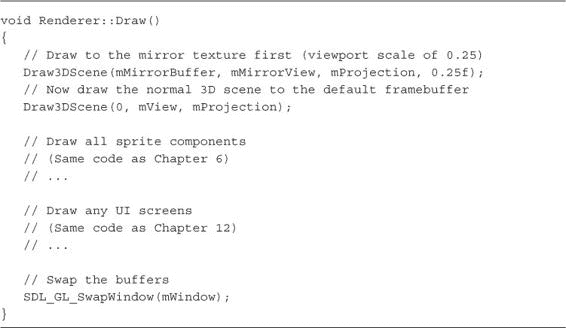 void Renderer::Draw()
{
   // Draw to the mirror texture first (viewport scale of 0.25)
   Draw3DScene(mMirrorBuffer, mMirrorView, mProjection, 0.25f);
   // Now draw the normal 3D scene to the default framebuffer
   Draw3DScene(0, mView, mProjection);

   // Draw all sprite components
   // (Same code as Chapter 6)
   // ...

   // Draw any UI screens
   // (Same code as Chapter 12)
   // ...

   // Swap the buffers
   SDL_GL_SwapWindow(mWindow);
}